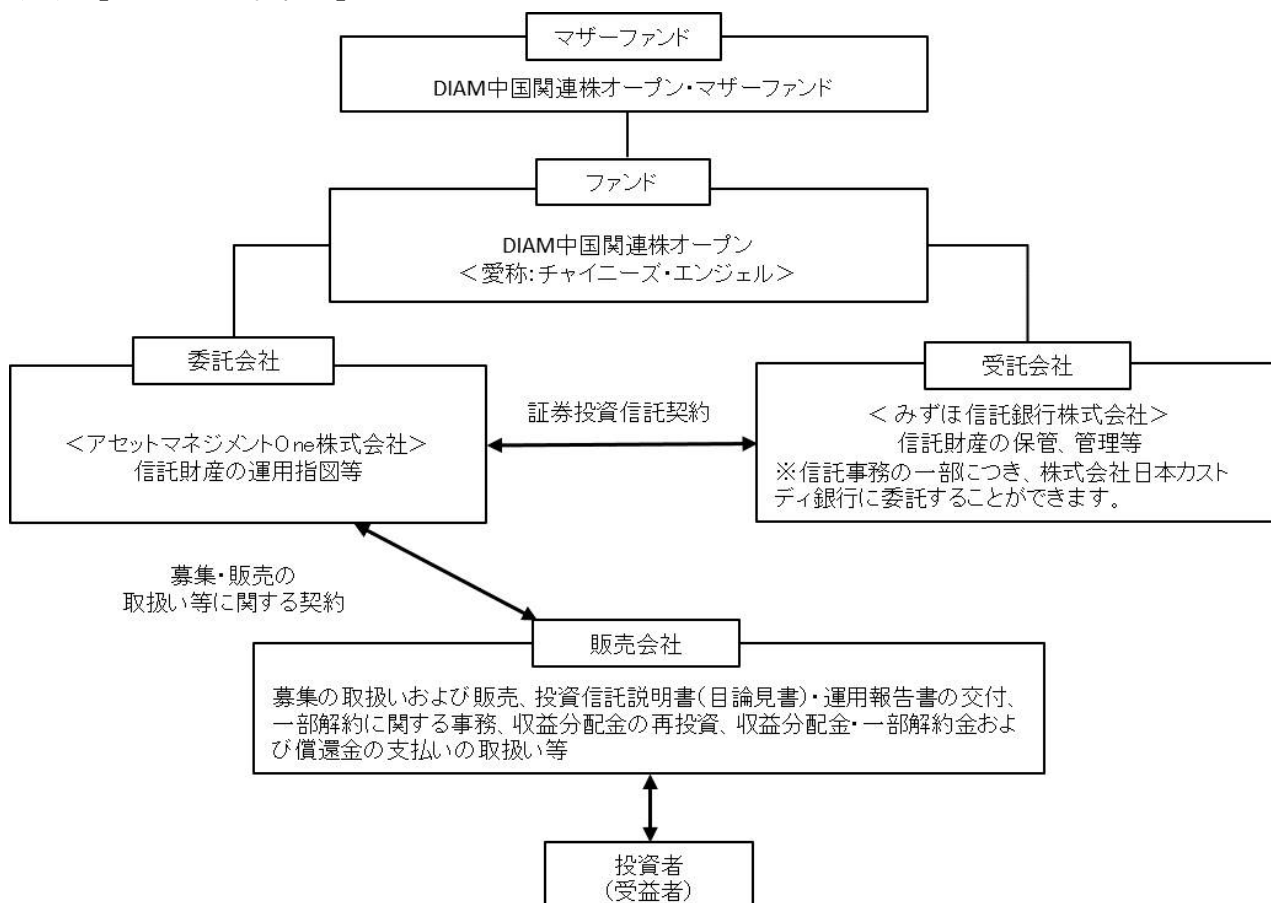 マザーファンド
DIAM中国関連株オープン・マザーファンド
ファンド
DIAM中国関連株オープン
＜愛称:チャイニーズ・エンジェル＞
委託会社
＜アセットマネジメントOne株式会社＞
信託財産の運用指図等
証券投資信託契約
受託会社
＜みずほ信託銀行株式会社＞
信託財産の保管、管理等
※信託事務の一部につき、株式会社日本カスト
ディ銀行に委託することができます。
募集・販売の
取扱い等に関する契約
販売会社
募集の取扱いおよび販売、投資信託説明書(目論見書)・運用報告書の交付、
一部解約に関する事務、収益分配金の再投資、収益分配金・一部解約金およ
び償還金の支払いの取扱い等
投資者
(受益者)